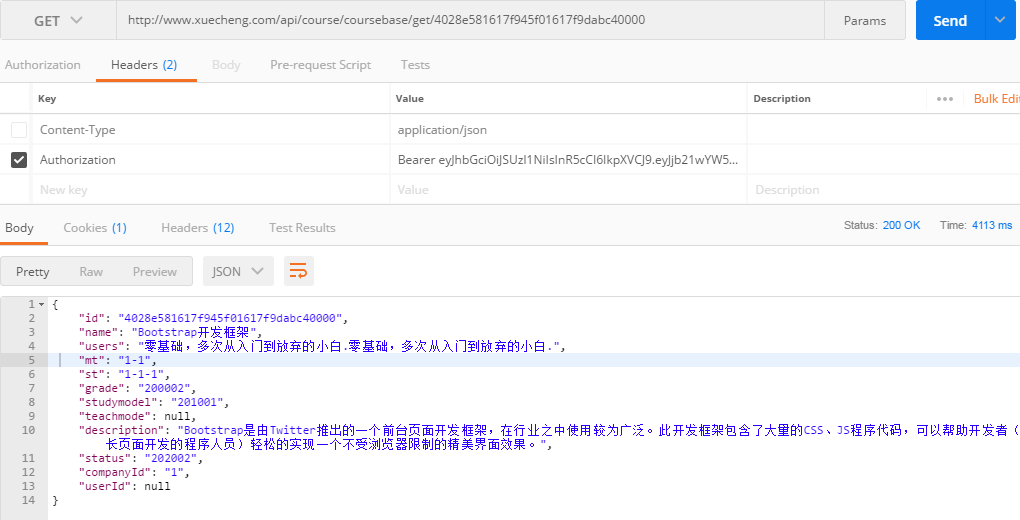 GET http://www.xuecheng.com/api/course/coursebase/get/4028e581617f945f01617f9dabc40000 Params Send
Authorization Headers (2) Body Pre-request Script Tests
Key Value Description ••• Bulk Edi
Content-Type application/json
Authorization Bearer eyJhbGciOiJSUzI1NiIsInR5cCI6IkpXVCJ9.eyJjb21wYW5...
New key Value Description
Body Cookies (1) Headers (12) Test Results Status: 200 OK Time: 4113 ms
Pretty Raw Preview JSON
1 {
2 "id": "4028e581617f945f01617f9dabc40000",
3 "name": "Bootstrap开发框架",
4 "users": "零基础，多次从入门到放弃的小白.零基础，多次从入门到放弃的小白.",
5 "mt": "1-1",
6 "st": "1-1-1",
7 "grade": "200002",
8 "studymodel": "201001",
9 "teachmode": null,
10 "description": "Bootstrap是由Twitter推出的一个前台页面开发框架，在行业之中使用较为广泛。此开发框架包含了大量的CSS、JS程序代码，可以帮助开发者（
长页面开发的程序人员）轻松的实现一个不受浏览器限制的精美界面效果。",
11 "status": "202002",
12 "companyId": "1",
13 "userId": null
14 }